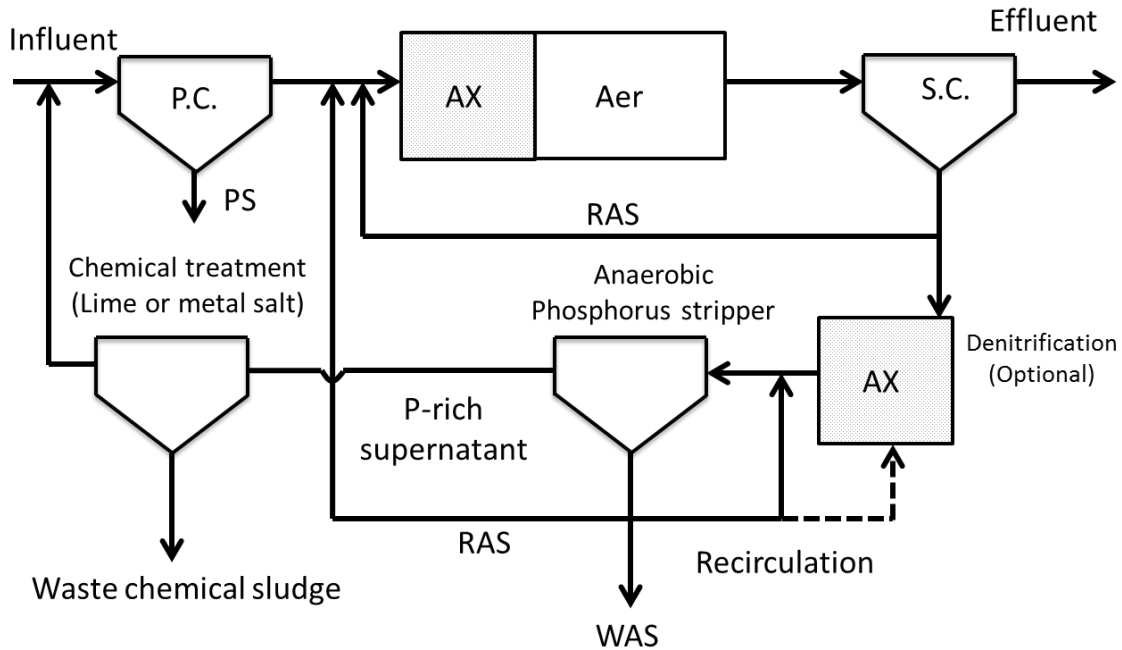 Influent
Effluent
P.C.
AX
Aer
S.C.
PS
RAS
Chemical treatment
(Lime or metal salt)
Anaerobic
Phosphorus stripper
Denitrification
(Optional)
AX
P-rich
supernatant
RAS
Recirculation
Waste chemical sludge
WAS